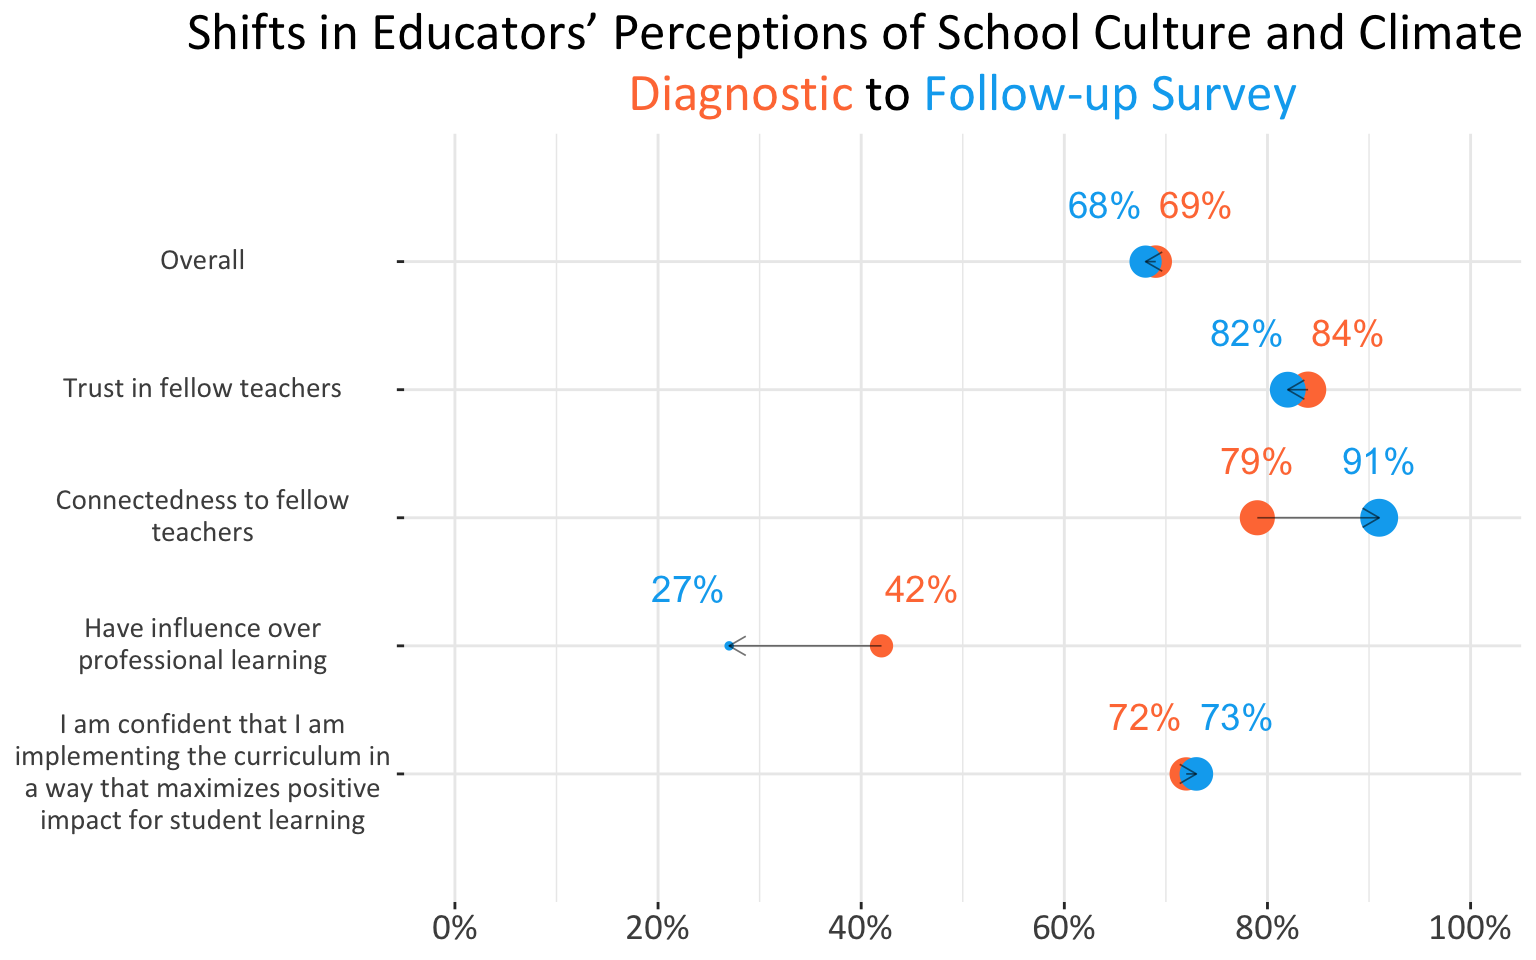 Shifts in Educators’ Perceptions of School Culture and Climate
Diagnostic to Follow-up Survey
68% 69%
Overall
82% 84%
Trust in fellow teachers
79% 91%
Connectedness to fellow
teachers
27% 42%
Have influence over
professional learning
72% 73%
I am confident that I am
implementing the curriculum in
a way that maximizes positive
impact for student learning
0% 20% 40% 60% 80% 100%